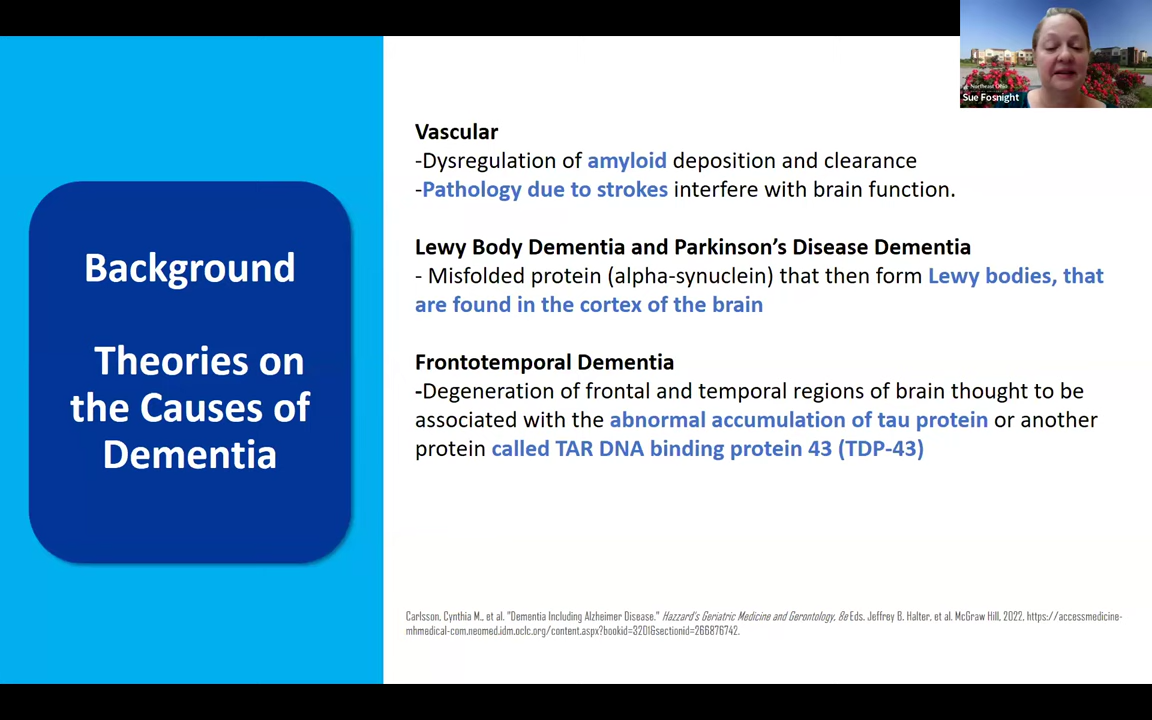 Northeast Ohio
Sue Fosnight
Background
Theories on
the Causes of
Dementia
Vascular
-Dysregulation of amyloid deposition and clearance
-Pathology due to strokes interfere with brain function.
Lewy Body Dementia and Parkinson’s Disease Dementia
- Misfolded protein (alpha-synuclein) that then form Lewy bodies, that
are found in the cortex of the brain
Frontotemporal Dementia
-Degeneration of frontal and temporal regions of brain thought to be
associated with the abnormal accumulation of tau protein or another
protein called TAR DNA binding protein 43 (TDP-43)
Carlsson, Cynthia M., et al. "Dementia Including Alzheimer Disease." Hazzard's Geriatric Medicine and Gerontology, 8e Eds. Jeffrey B. Halter, et al. McGraw Hill, 2022, https://accessmedicine-
mhmedical-com.neomed.idm.oclc.org/content.aspx?bookid=3201&sectionid=266876742.